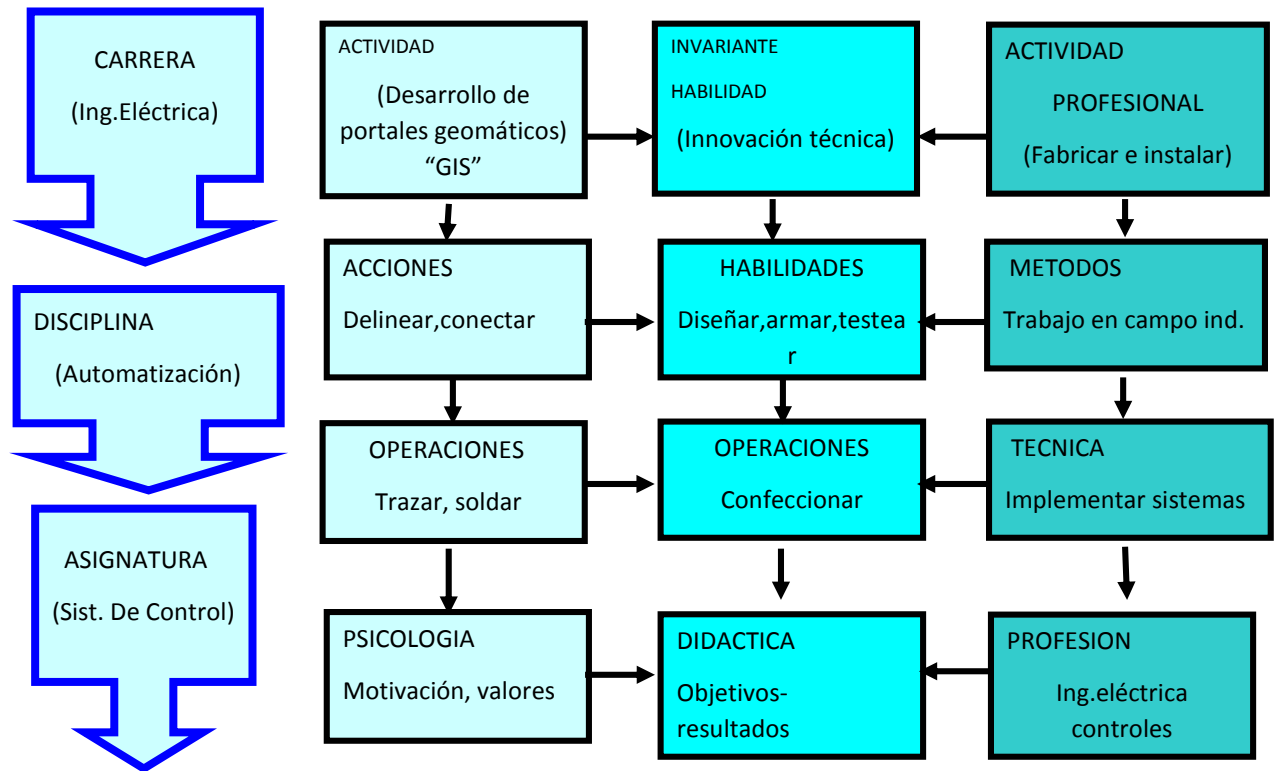 CARRERA
(Ing.Eléctrica)
DISCIPLINA
(Automatización)
ASIGNATURA
(Sist. De Control)
ACTIVIDAD
(Desarrollo de
portales geomáticos)
“GIS”
INVARIANTE
HABILIDAD
(Innovación técnica)
ACTIVIDAD
PROFESIONAL
(Fabricar e instalar)
ACCIONES
Delinear,conectar
HABILIDADES
Diseñar,armar,testea
r
METODOS
Trabajo en campo ind.
OPERACIONES
Trazar, soldar
OPERACIONES
Confeccionar
TECNICA
Implementar sistemas
PSICOLOGIA
Motivación, valores
DIDACTICA
Objetivos-
resultados
PROFESION
Ing.eléctrica
controles